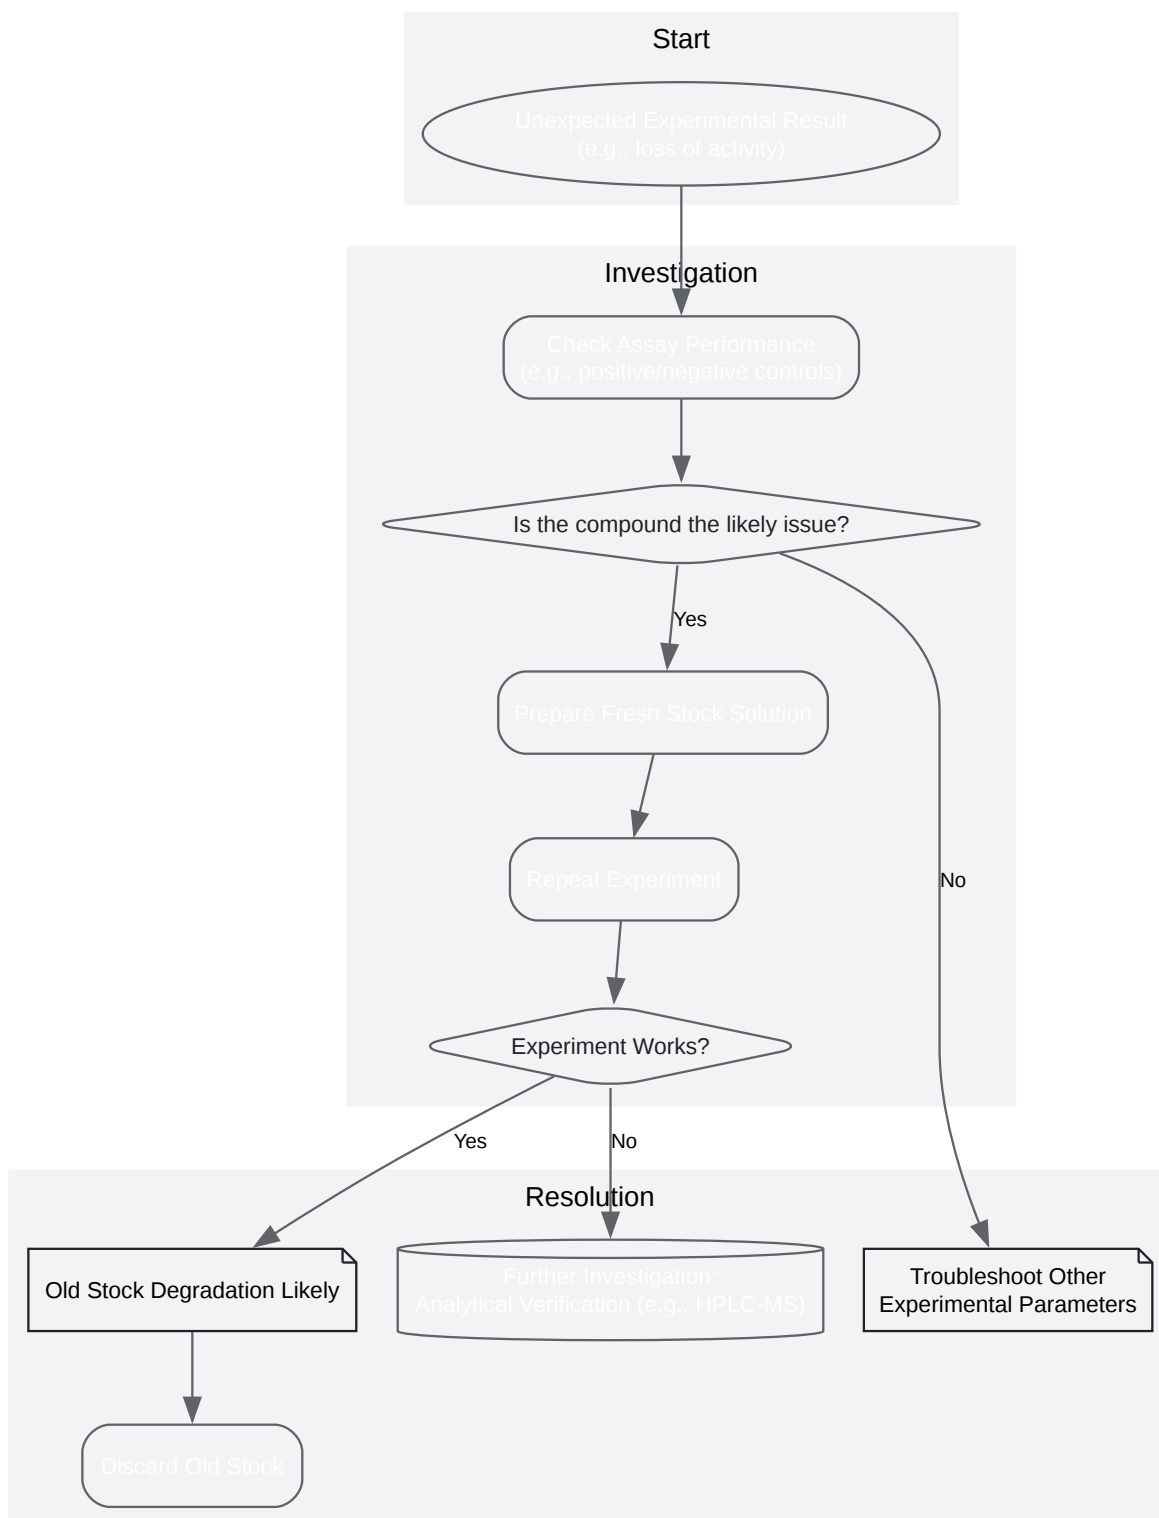 Start
Unexpected Experimental Result
(e.g., loss of activity)
Investigation
Check Assay Performance
(e.g., positive/negative controls)
Is the compound the likely issue?
Yes
Prepare Fresh Stock Solution
Repeat Experiment
No
Experiment Works?
Yes
No
Resolution
Old Stock Degradation Likely
Further Investigation:
Analytical Verification (e.g., HPLC-MS)
Troubleshoot Other
Experimental Parameters
Discard Old Stock